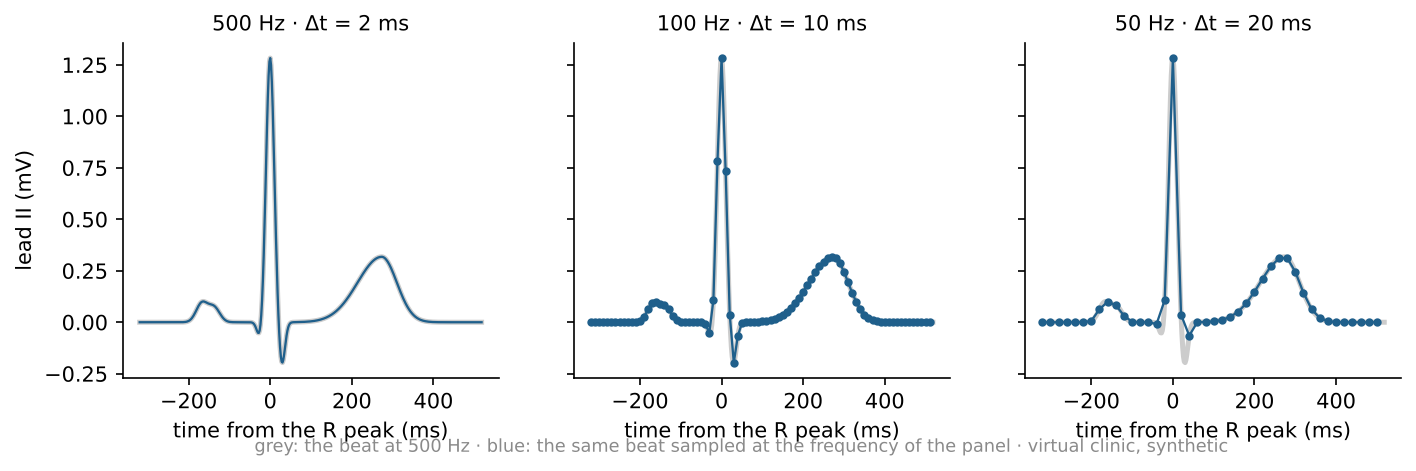 500 Hz · Δt = 2 ms
100 Hz · Δt = 10 ms
50 Hz · Δt = 20 ms
lead II (mV)
1.25
1.00
0.75
0.50
0.25
0.00
−0.25
−200 0 200 400
−200 0 200 400
−200 0 200 400
time from the R peak (ms)
time from the R peak (ms)
time from the R peak (ms)
grey: the beat at 500 Hz · blue: the same beat sampled at the frequency of the panel · virtual clinic, synthetic